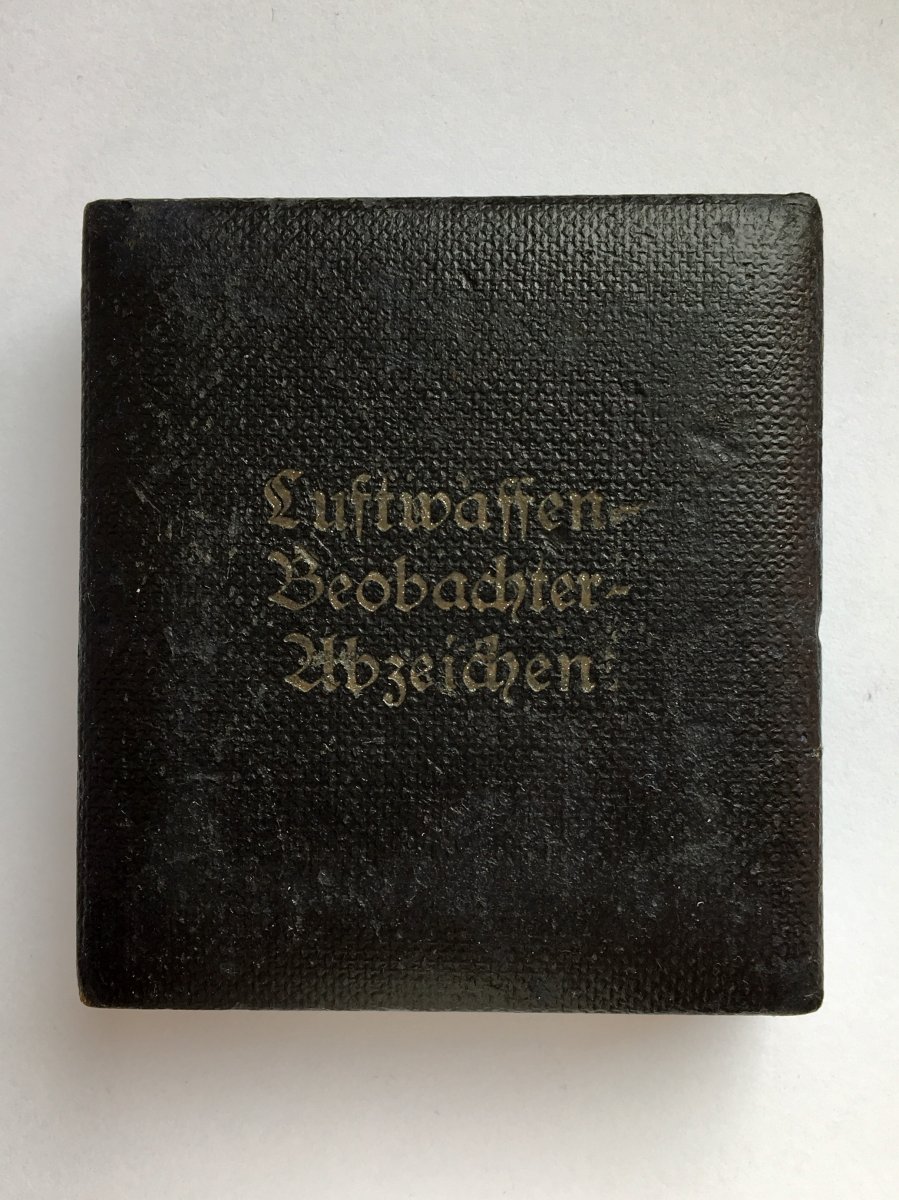 Luftwaffen-
Beobachter-
Abzeichen